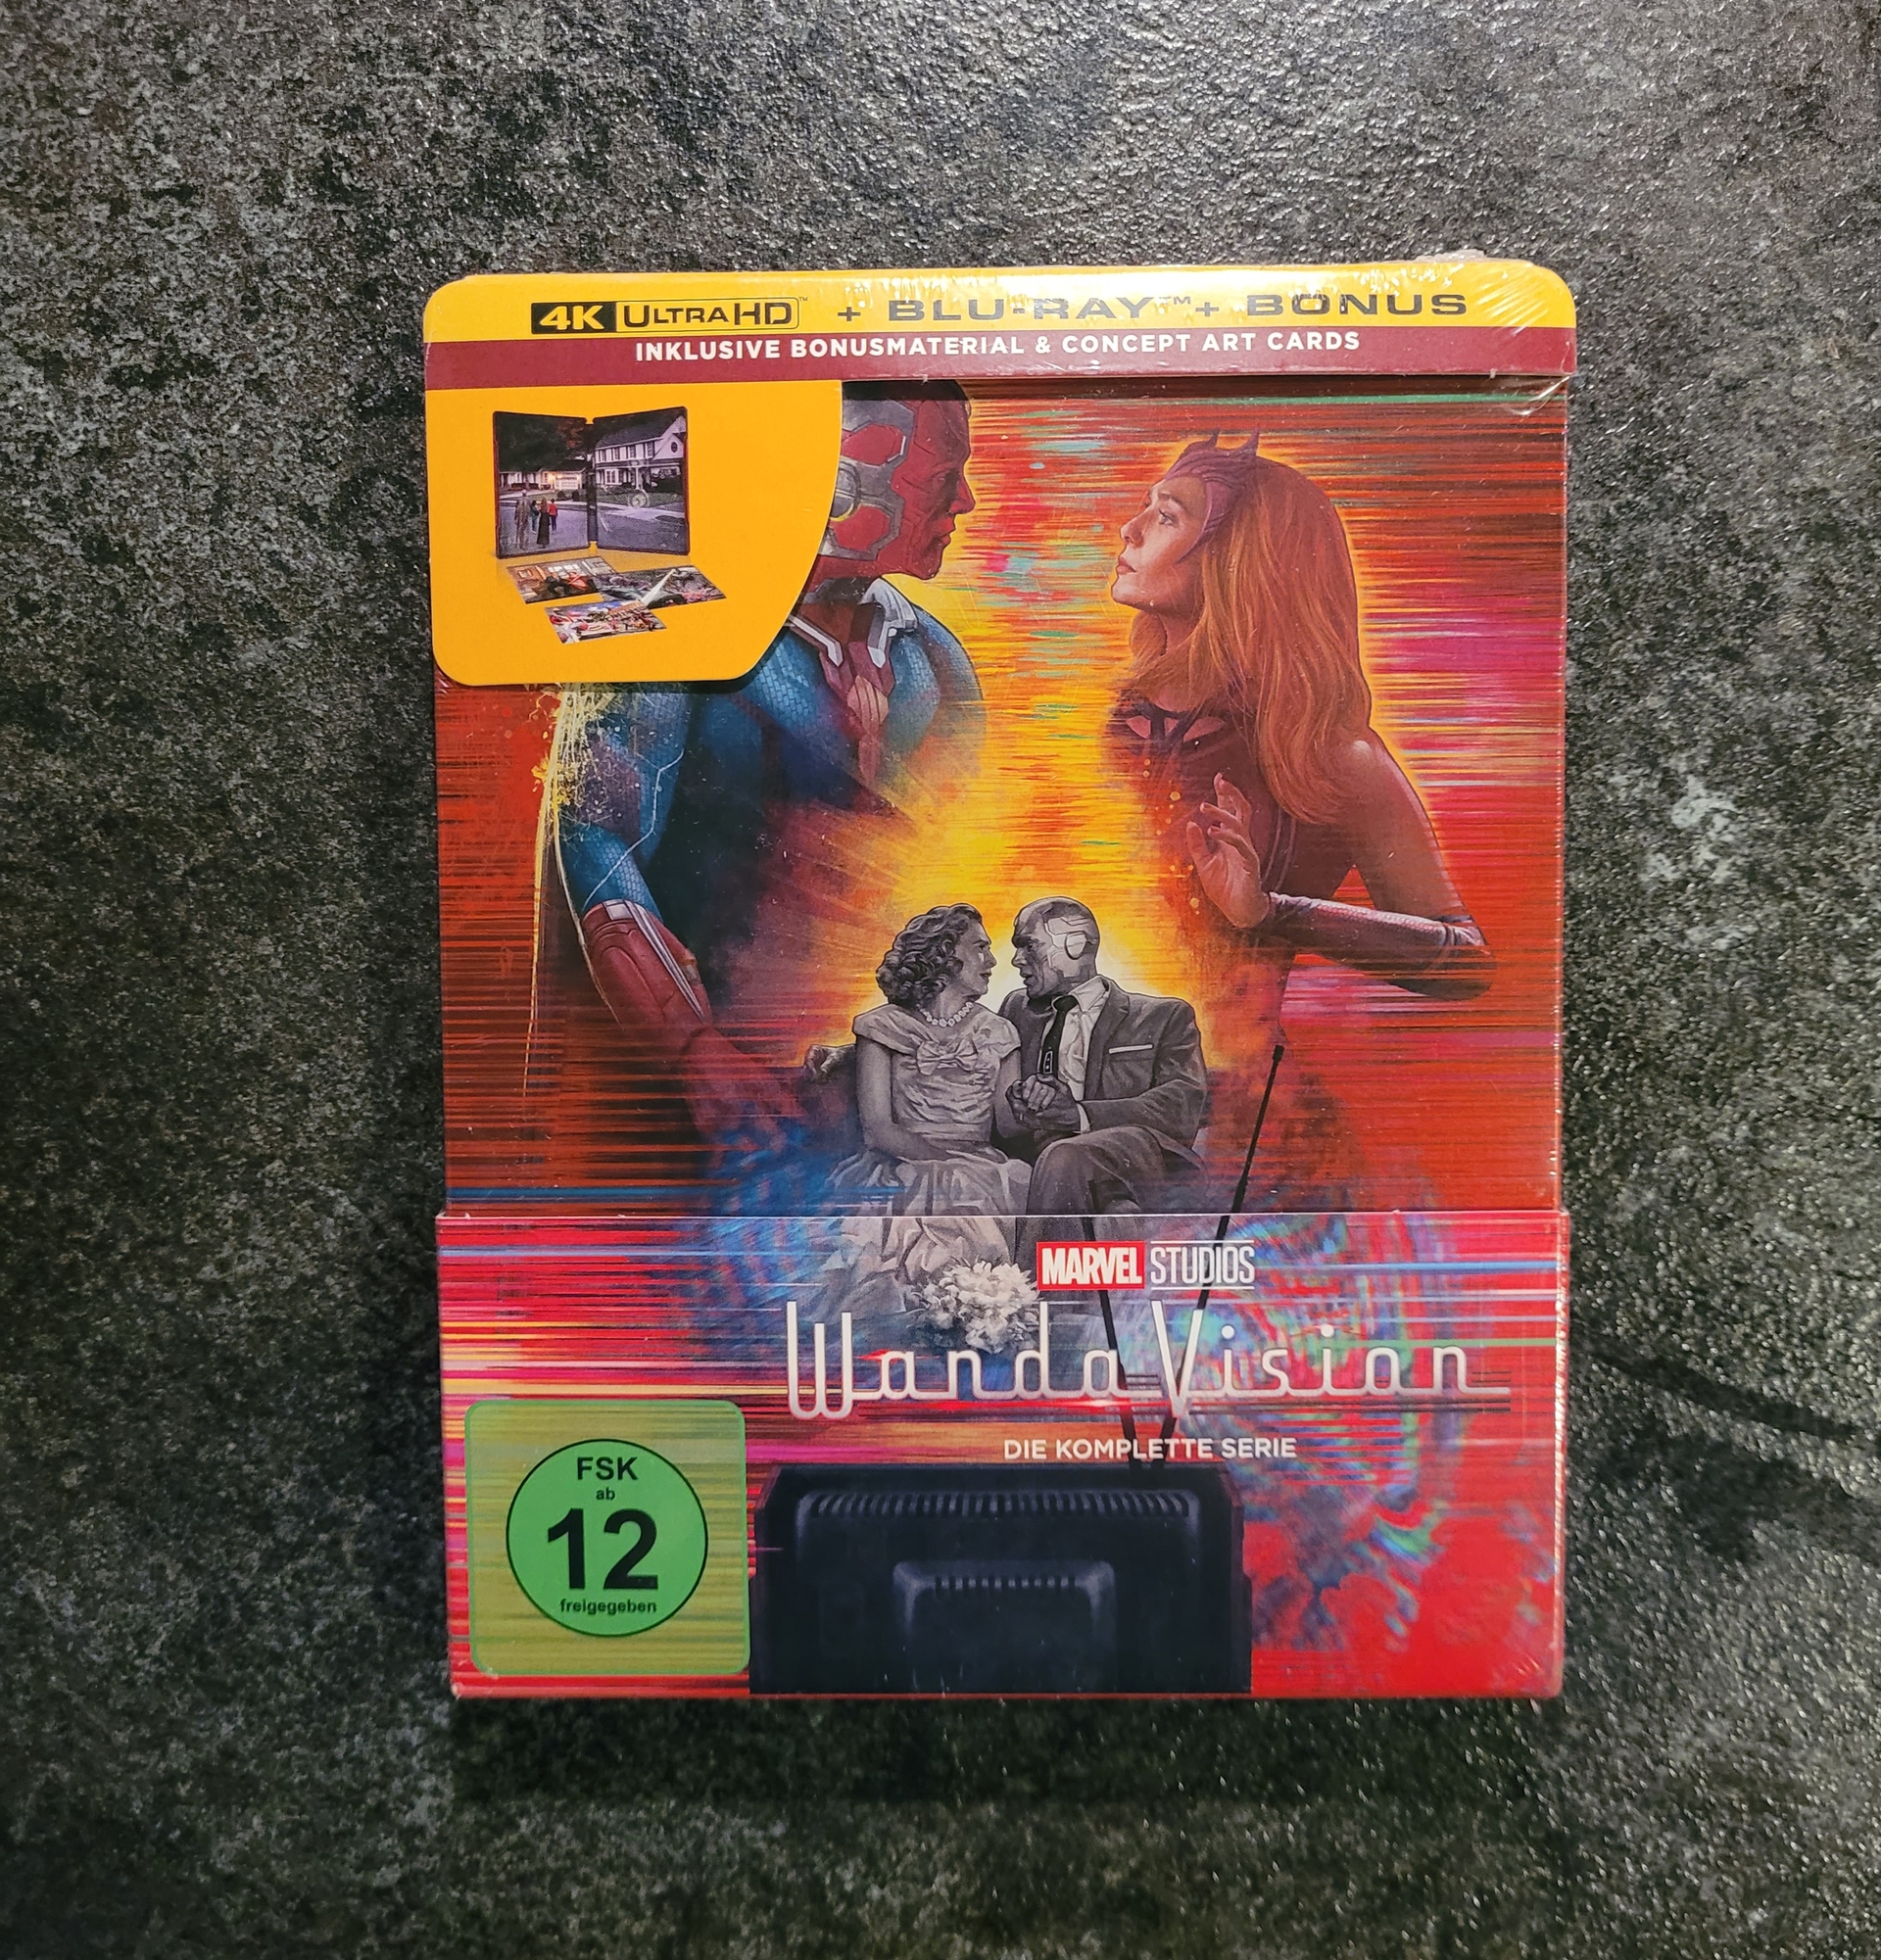 4K ULTRA HD™ + BLU-RAY™ + BONUS
INKLUSIVE BONUSMATERIAL & CONCEPT ART CARDS
MARVEL STUDIOS
WandaVision
DIE KOMPLETTE SERIE
FSK
ab
12
freigegeben